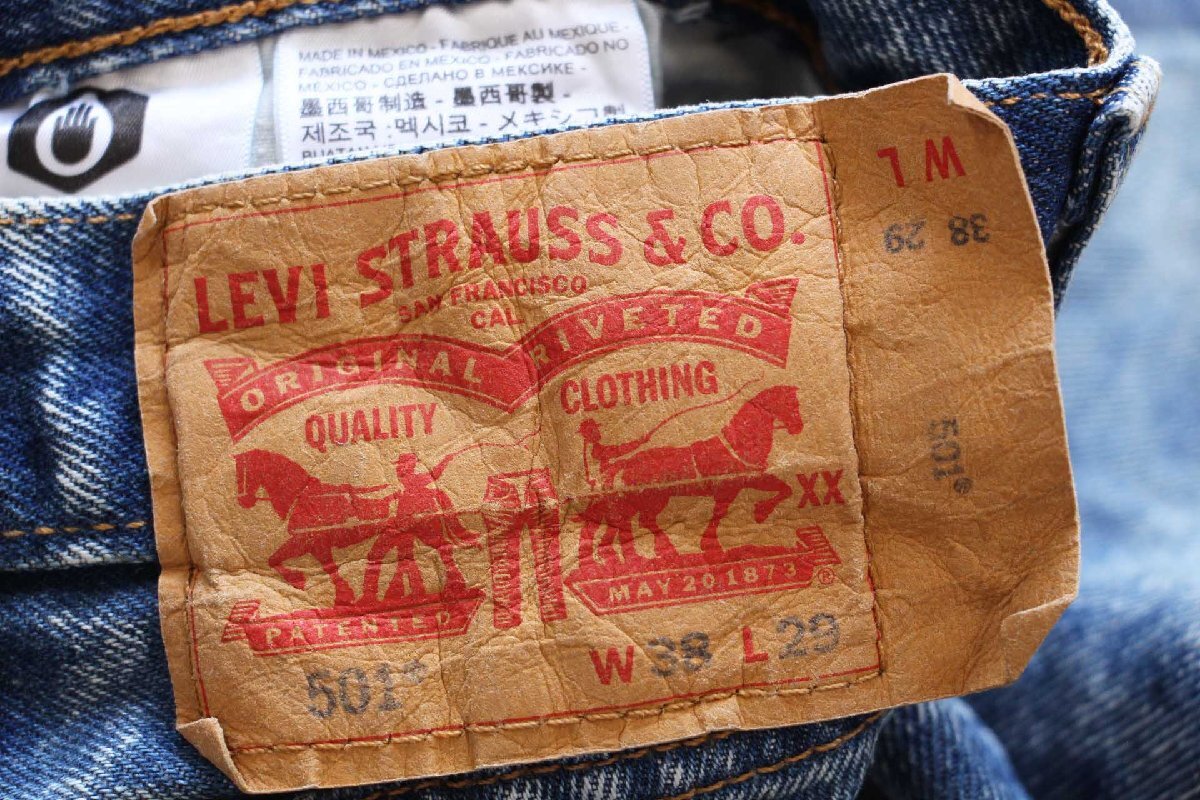 MADE IN MEXICO - FABRIQUE AU MEXIQUE -
FABRICADO EN MEXICO - FABRICADO NO
MÉXICO - СДЕЛАНО В МЕКСИКЕ -
墨西哥制造 - 墨西哥製 -
제조국 : 멕시코 - メキシコ製
LEVI STRAUSS & CO.
SAN FRANCISCO
CAL.
ORIGINAL RIVETED
QUALITY CLOTHING
XX
PATENTED MAY 20, 1873 ®
501® W 38 L 29
W L
38 29
501®